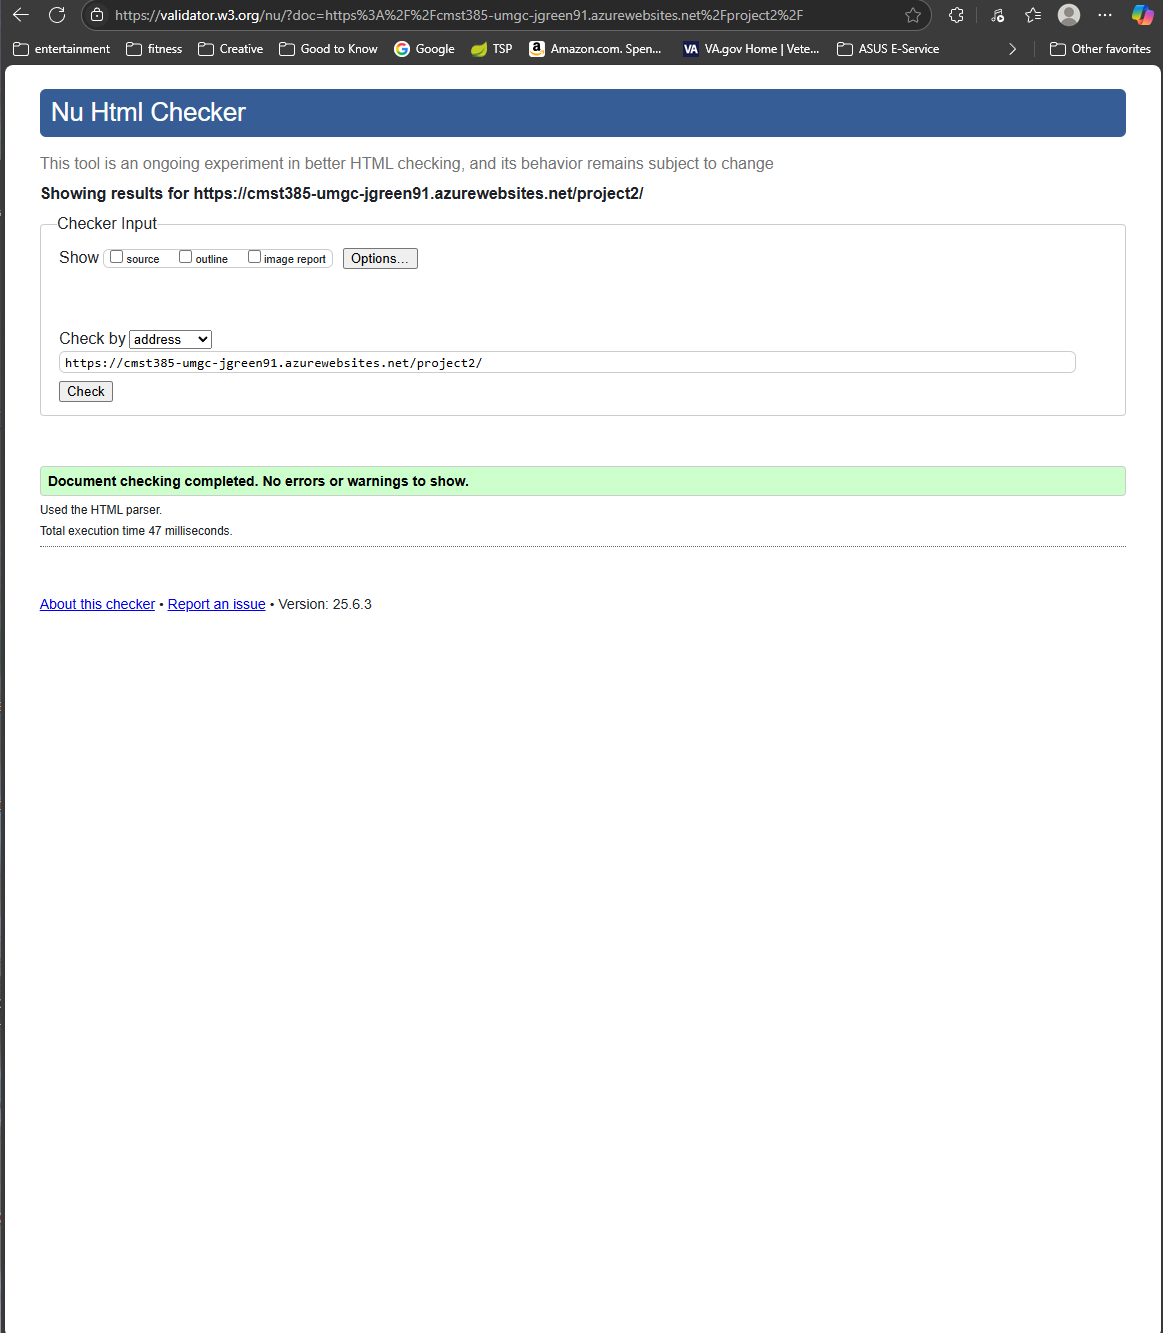 https://validator.w3.org/nu/?doc=https%3A%2F%2Fcmst385-umgc-jgreen91.azurewebsites.net%2Fproject2%2F
entertainment fitness Creative Good to Know Google TSP Amazon.com. Spen... VA VA.gov Home | Vete... ASUS E-Service Other favorites
Nu Html Checker
This tool is an ongoing experiment in better HTML checking, and its behavior remains subject to change
Showing results for https://cmst385-umgc-jgreen91.azurewebsites.net/project2/
Checker Input
Show source outline image report Options...
Check by address
https://cmst385-umgc-jgreen91.azurewebsites.net/project2/
Check
Document checking completed. No errors or warnings to show.
Used the HTML parser.
Total execution time 47 milliseconds.
About this checker • Report an issue • Version: 25.6.3